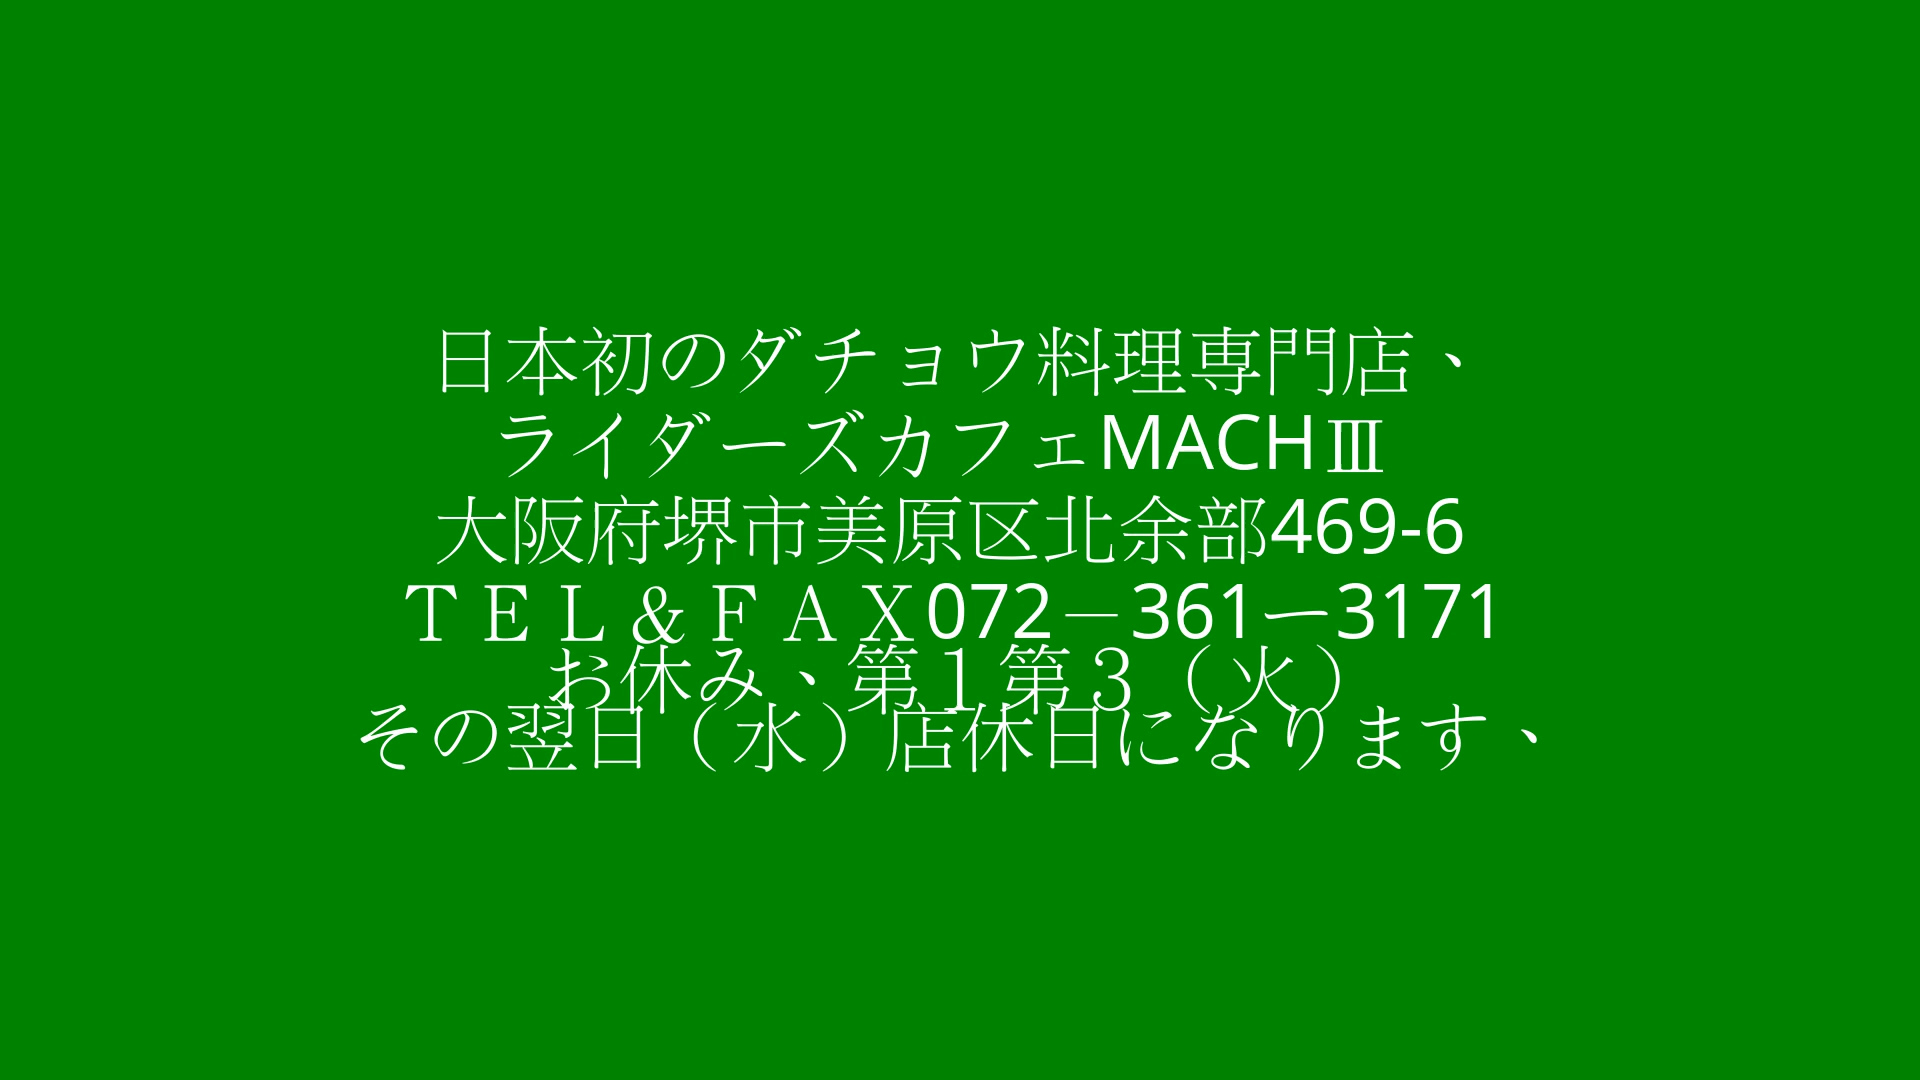 日本初のダチョウ料理専門店、
ライダーズカフェMACHⅢ
大阪府堺市美原区北余部469-6
ＴＥＬ＆ＦＡＸ072－361ー3171
お休み、第１第３（火）
その翌日（水）店休日になります、